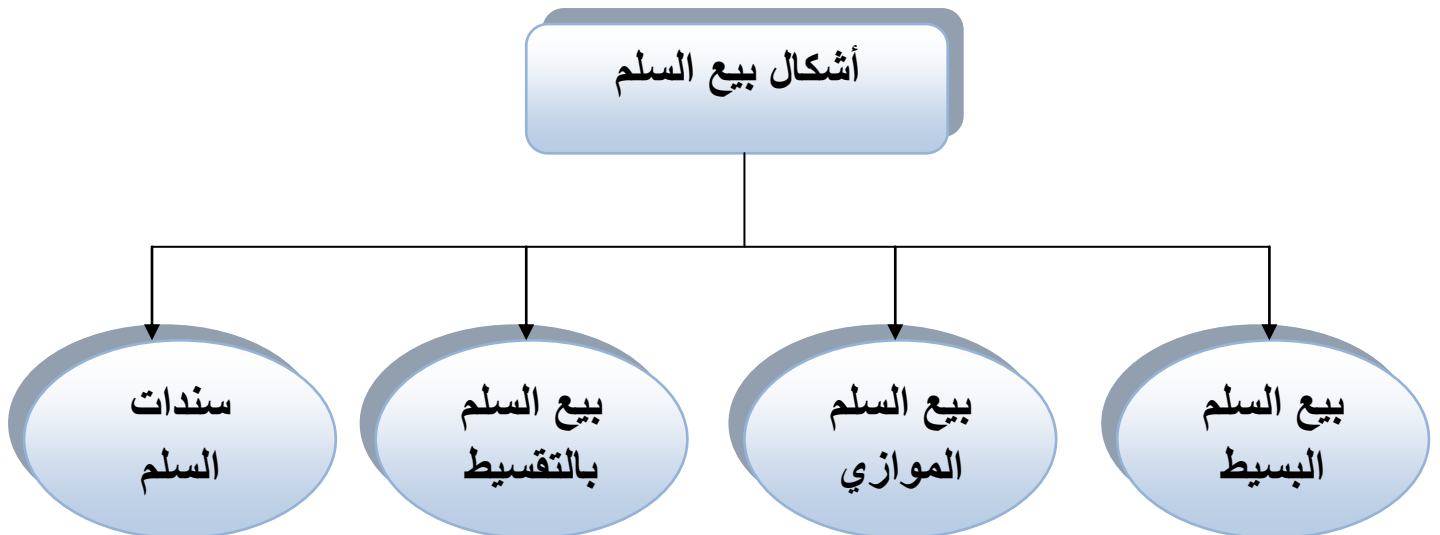 أشكال بيع السلم
بيع السلم
البسيط
بيع السلم
الموازي
بيع السلم
بالتقسيط
سندات
السلم